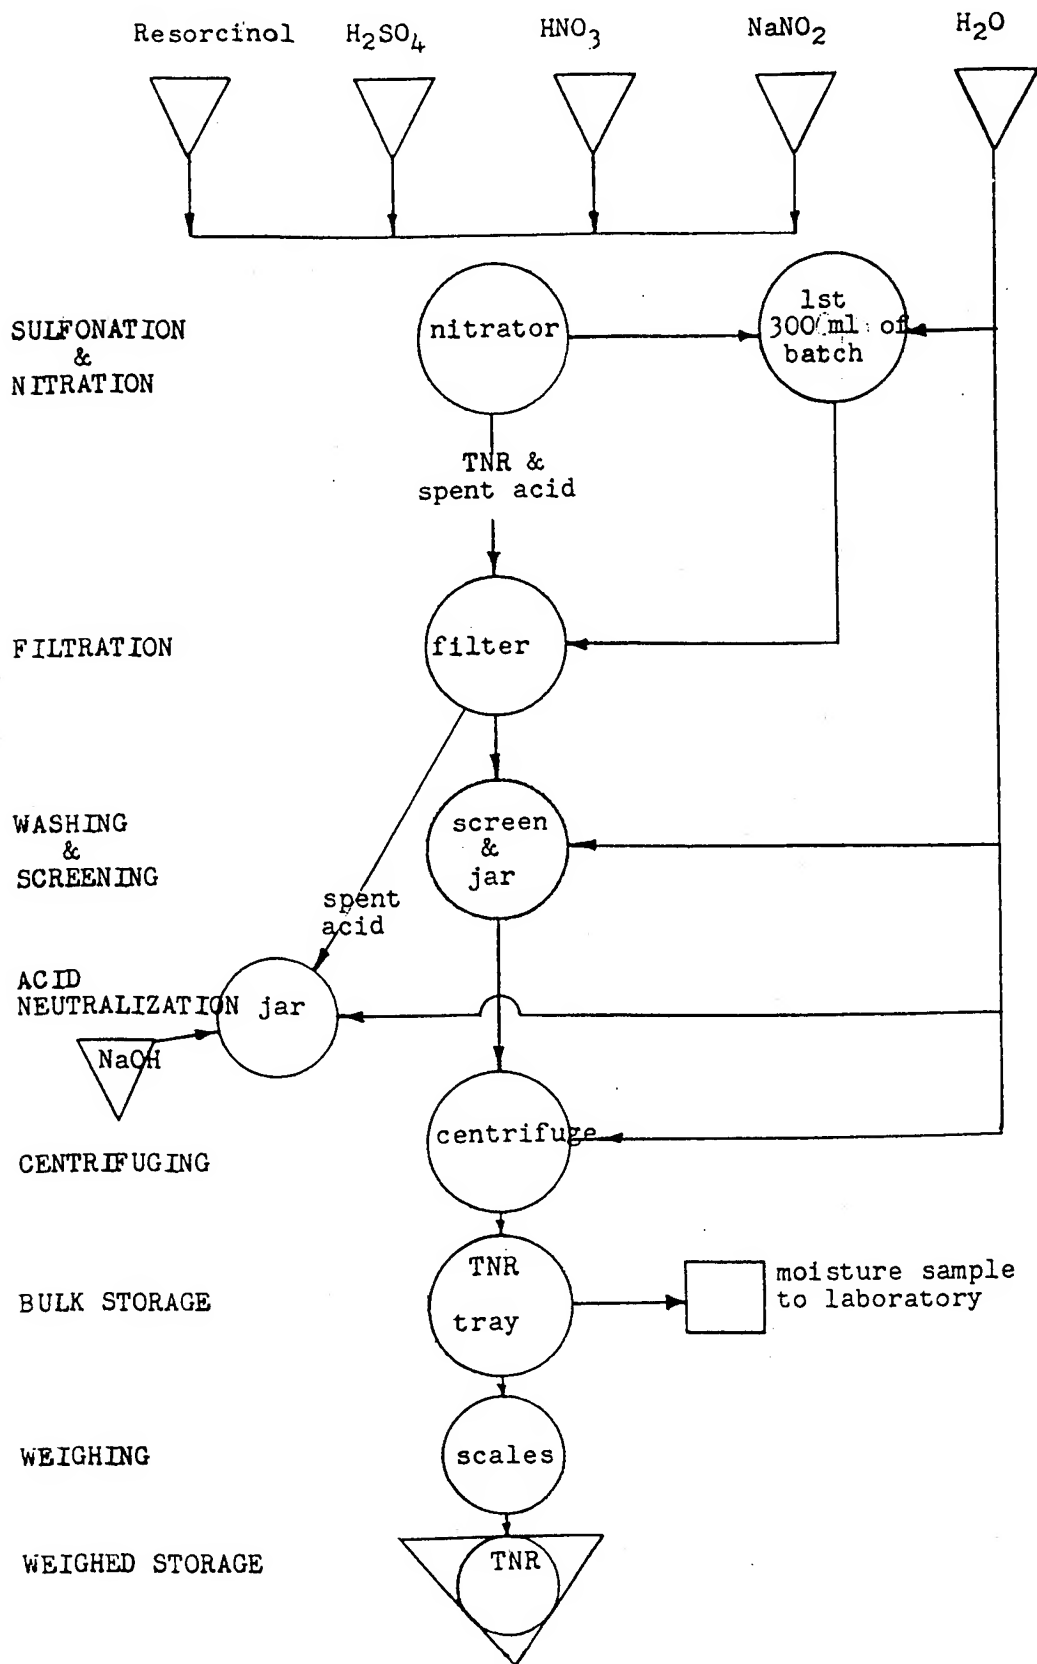 Resorcinol H₂SO₄ HNO₃ NaNO₂ H₂O
SULFONATION
&
NITRATION
nitrator
1st
300 ml of
batch
TNR &
spent acid
FILTRATION
filter
WASHING
&
SCREENING
screen
&
jar
spent
acid
ACID
NEUTRALIZATION
jar
NaOH
CENTRIFUGING
centrifuge
BULK STORAGE
TNR
tray
moisture sample
to laboratory
WEIGHING
scales
WEIGHED STORAGE
TNR